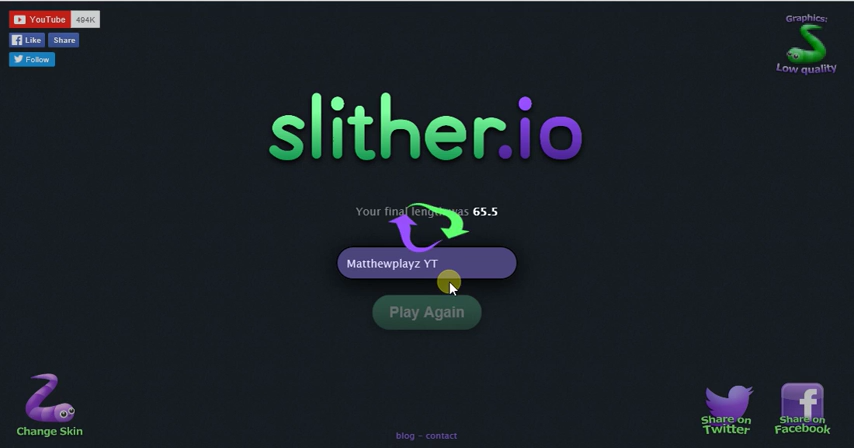 YouTube 494K
Like Share
Follow
Graphics:
Low quality
slither.io
Your final length was 65.5
Matthewplayz YT
Play Again
Change Skin
Share on
Twitter
Share on
Facebook
blog - contact